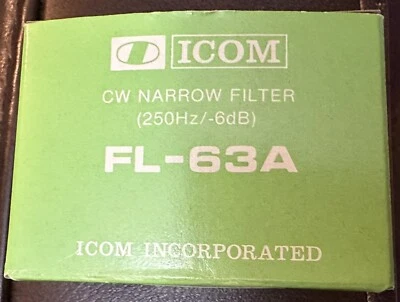 ICOM
CW NARROW FILTER
(250Hz/-6dB)
FL-63A
ICOM INCORPORATED